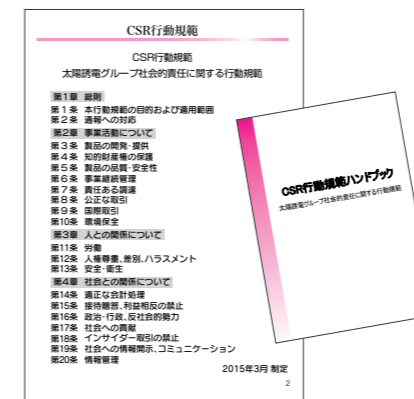 CSR行動規範
CSR行動規範
太陽誘電グループ社会的責任に関する行動規範
第1章 総則
第1条 本行動規範の目的および適用範囲
第2条 通報への対応
第2章 事業活動について
第3条 製品の開発・提供
第4条 知的財産権の保護
第5条 製品の品質・安全性
第6条 事業継続管理
第7条 責任ある調達
第8条 公正な取引
第9条 国際取引
第10条 環境保全
第3章 人との関係について
第11条 労働
第12条 人権尊重、差別、ハラスメント
第13条 安全・衛生
第4章 社会との関係について
第14条 適正な会計処理
第15条 接待贈答、利益相反の禁止
第16条 政治・行政、反社会的勢力
第17条 社会への貢献
第18条 インサイダー取引の禁止
第19条 社会への情報開示、コミュニケーション
第20条 情報管理
2015年3月 制定
2
CSR行動規範ハンドブック
太陽誘電グループ社会的責任に関する行動規範